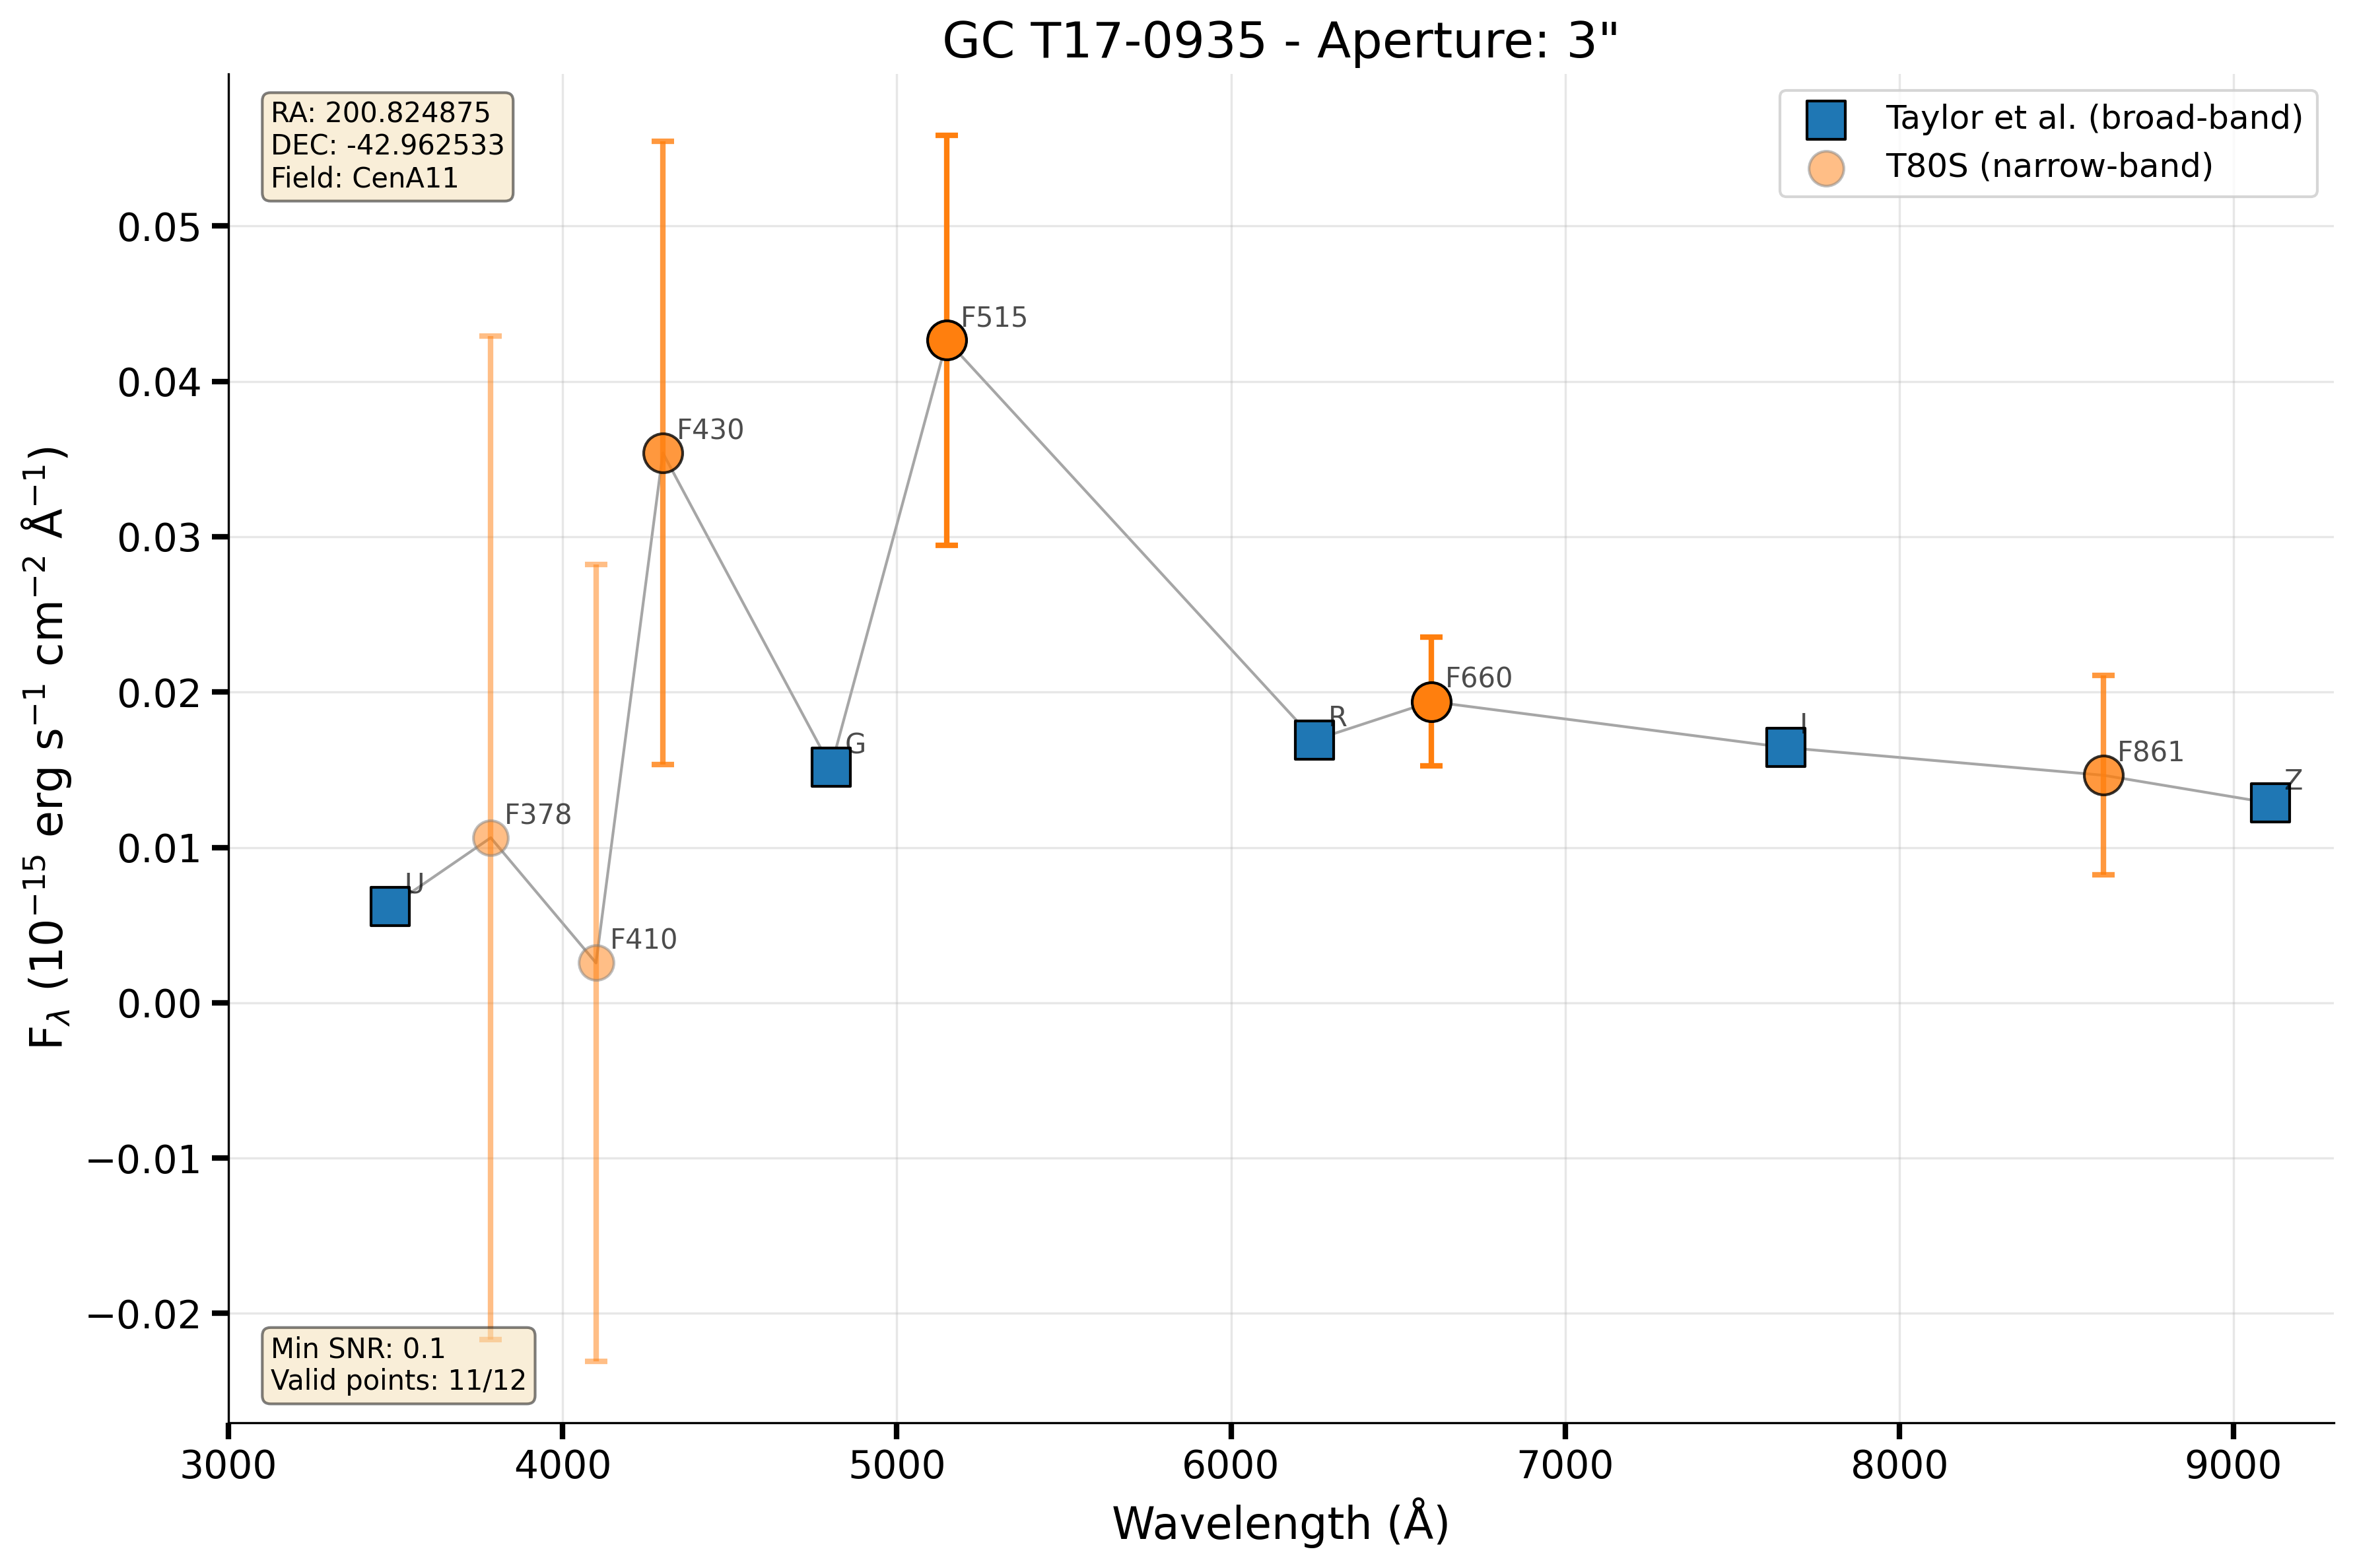 GC T17-0935 - Aperture: 3"
RA: 200.824875
DEC: -42.962533
Field: CenA11
Taylor et al. (broad-band)
T80S (narrow-band)
F515
F430
F660
R
I
G
F861
Z
F378
U
F410
0.05
0.04
0.03
0.02
0.01
0.00
−0.01
−0.02
F_λ (10⁻¹⁵ erg s⁻¹ cm⁻² Å⁻¹)
Min SNR: 0.1
Valid points: 11/12
3000 4000 5000 6000 7000 8000 9000
Wavelength (Å)